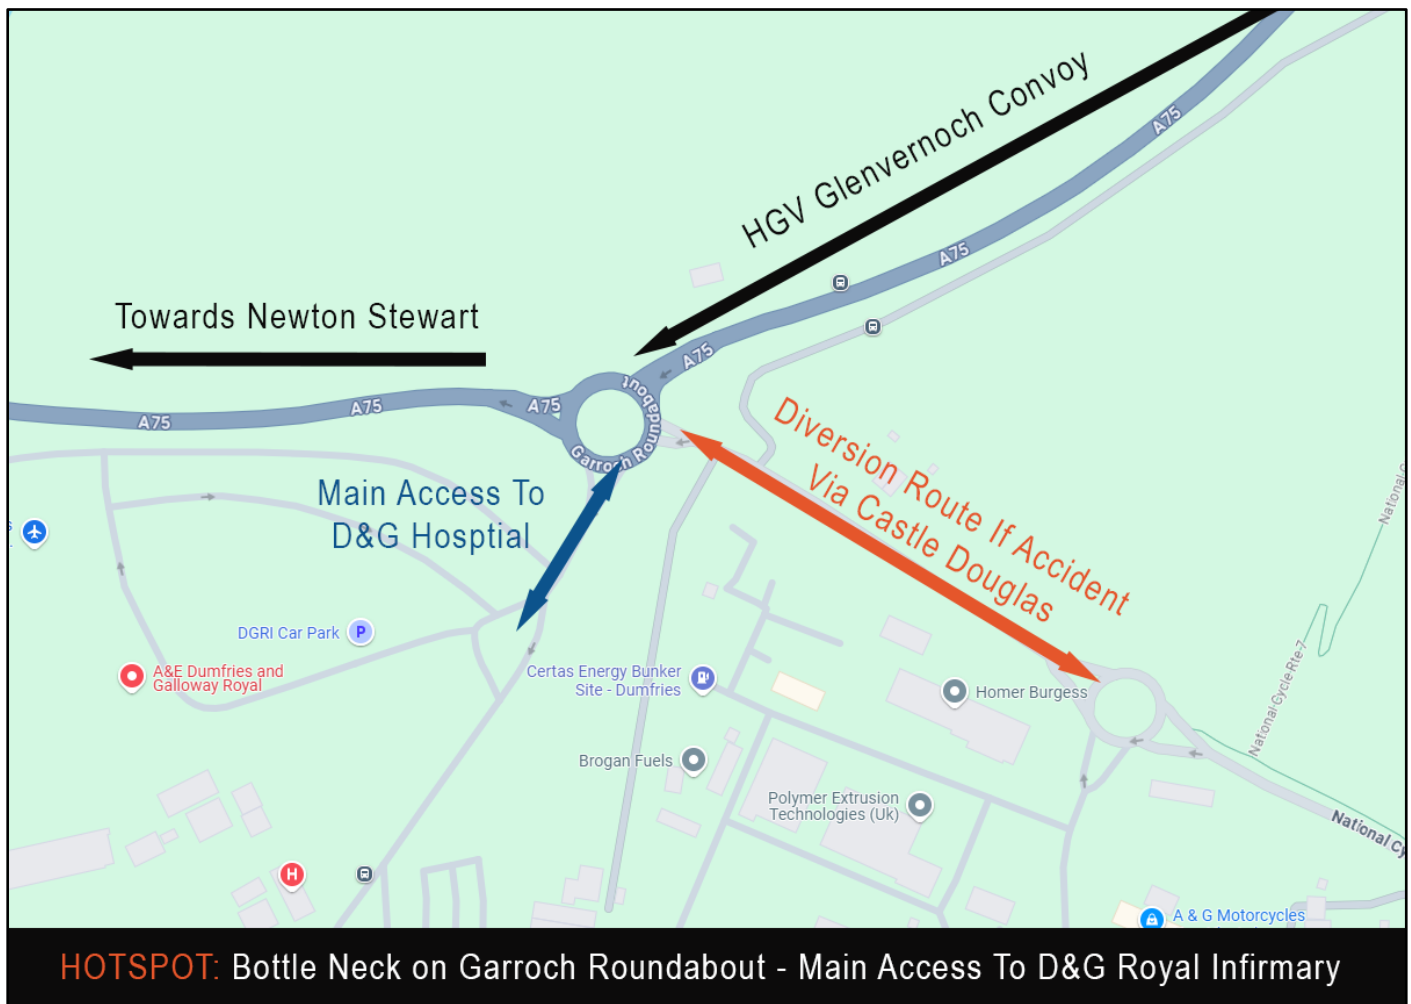 HGV Glenvernoch Convoy
A75
A75
A75
Towards Newton Stewart
A75
A75
A75
Garroch Roundabout
Diversion Route If Accident
Via Castle Douglas
Main Access To
D&G Hosptial
DGRI Car Park
P
A&E Dumfries and
Galloway Royal
Certas Energy Bunker
Site - Dumfries
Homer Burgess
National Cycle Rte 7
Brogan Fuels
Polymer Extrusion
Technologies (Uk)
H
A & G Motorcycles
HOTSPOT: Bottle Neck on Garroch Roundabout - Main Access To D&G Royal Infirmary